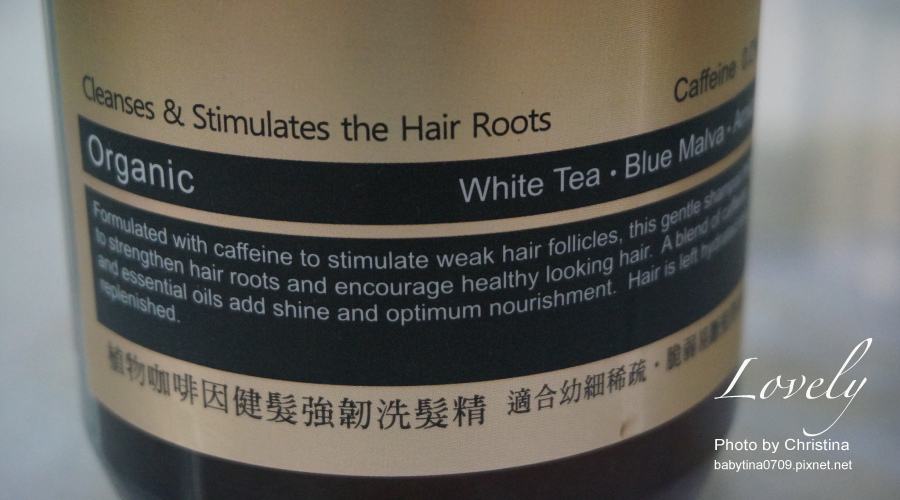 Cleanses & Stimulates the Hair Roots
Caffeine
Organic
White Tea • Blue Malva •
Formulated with caffeine to stimulate weak hair follicles, this gentle shampoo
to strengthen hair roots and encourage healthy looking hair. A blend of
and essential oils add shine and optimum nourishment. Hair is left
replenished.
植物咖啡因健髮強韌洗髮精
適合幼細稀疏・脆弱
Lovely
Photo by Christina
babytina0709.pixnet.net